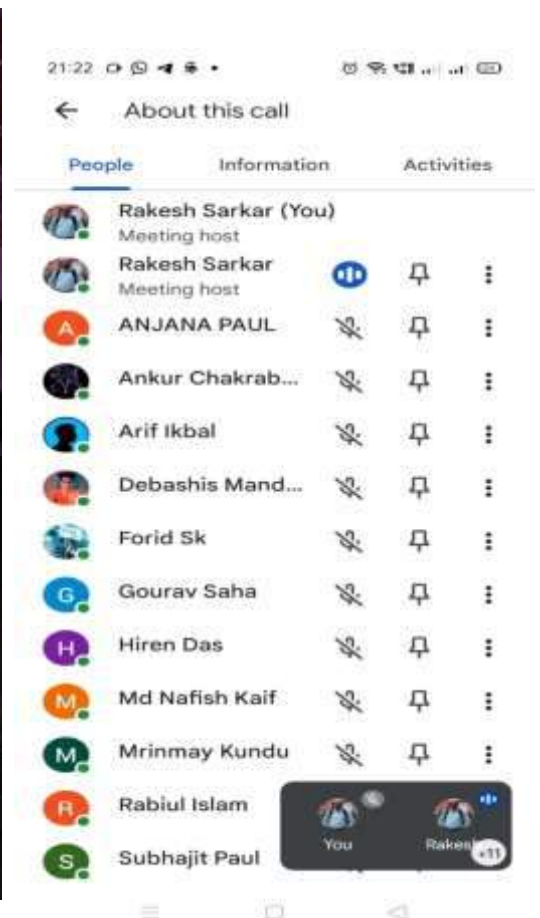 21:22
About this call
People Information Activities
Rakesh Sarkar (You)
Meeting host
Rakesh Sarkar
Meeting host
A ANJANA PAUL
Ankur Chakrab...
Arif Ikbal
Debashis Mand...
Forid Sk
G Gourav Saha
H Hiren Das
M Md Nafish Kaif
M Mrinmay Kundu
R Rabiul Islam
You Rakes
+11
S Subhajit Paul